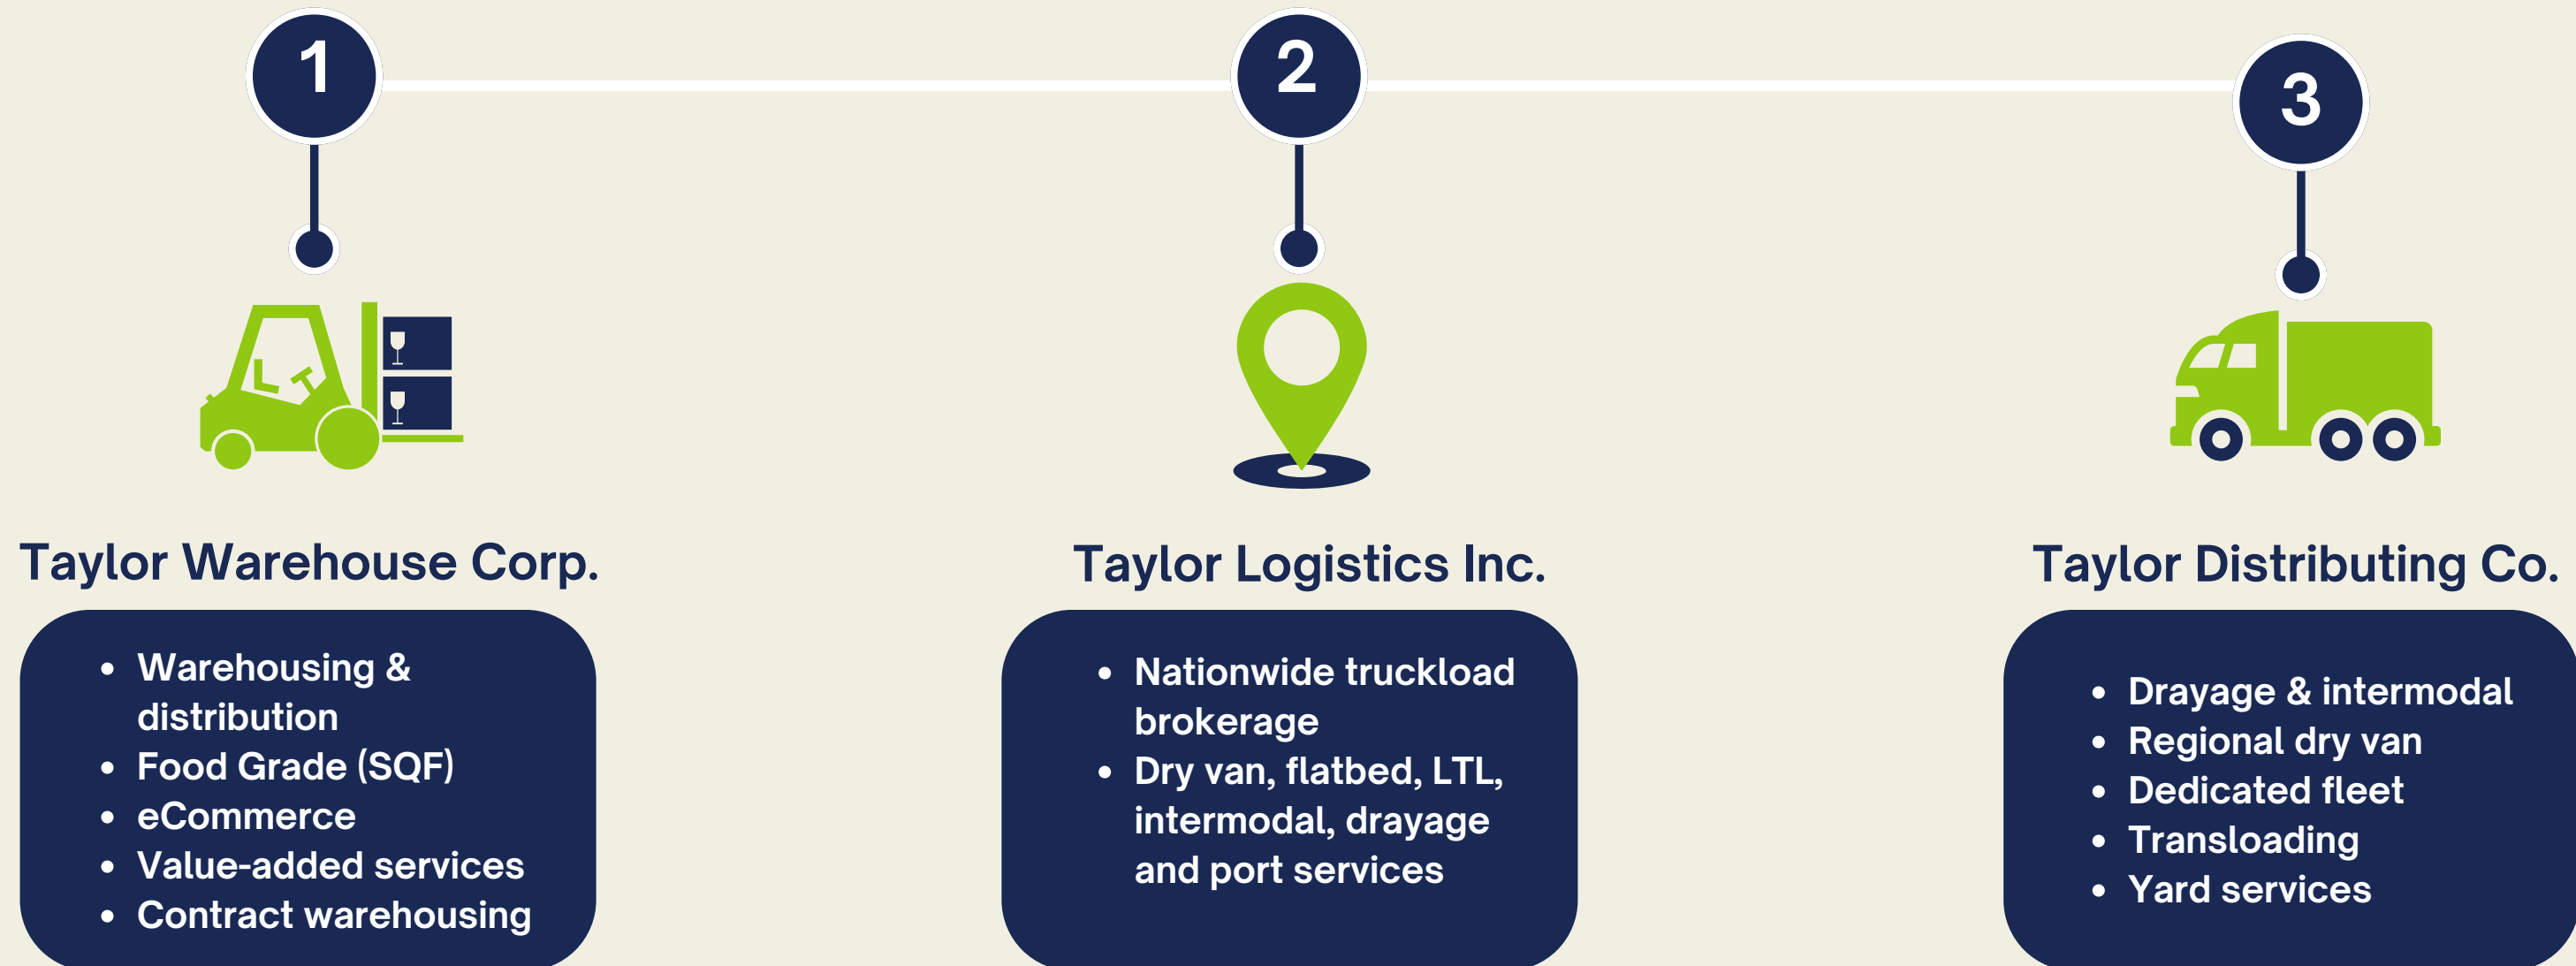 1
2
3
Taylor Warehouse Corp.
• Warehousing &
distribution
• Food Grade (SQF)
• eCommerce
• Value-added services
• Contract warehousing
Taylor Logistics Inc.
• Nationwide truckload
brokerage
• Dry van, flatbed, LTL,
intermodal, drayage
and port services
Taylor Distributing Co.
• Drayage & intermodal
• Regional dry van
• Dedicated fleet
• Transloading
• Yard services